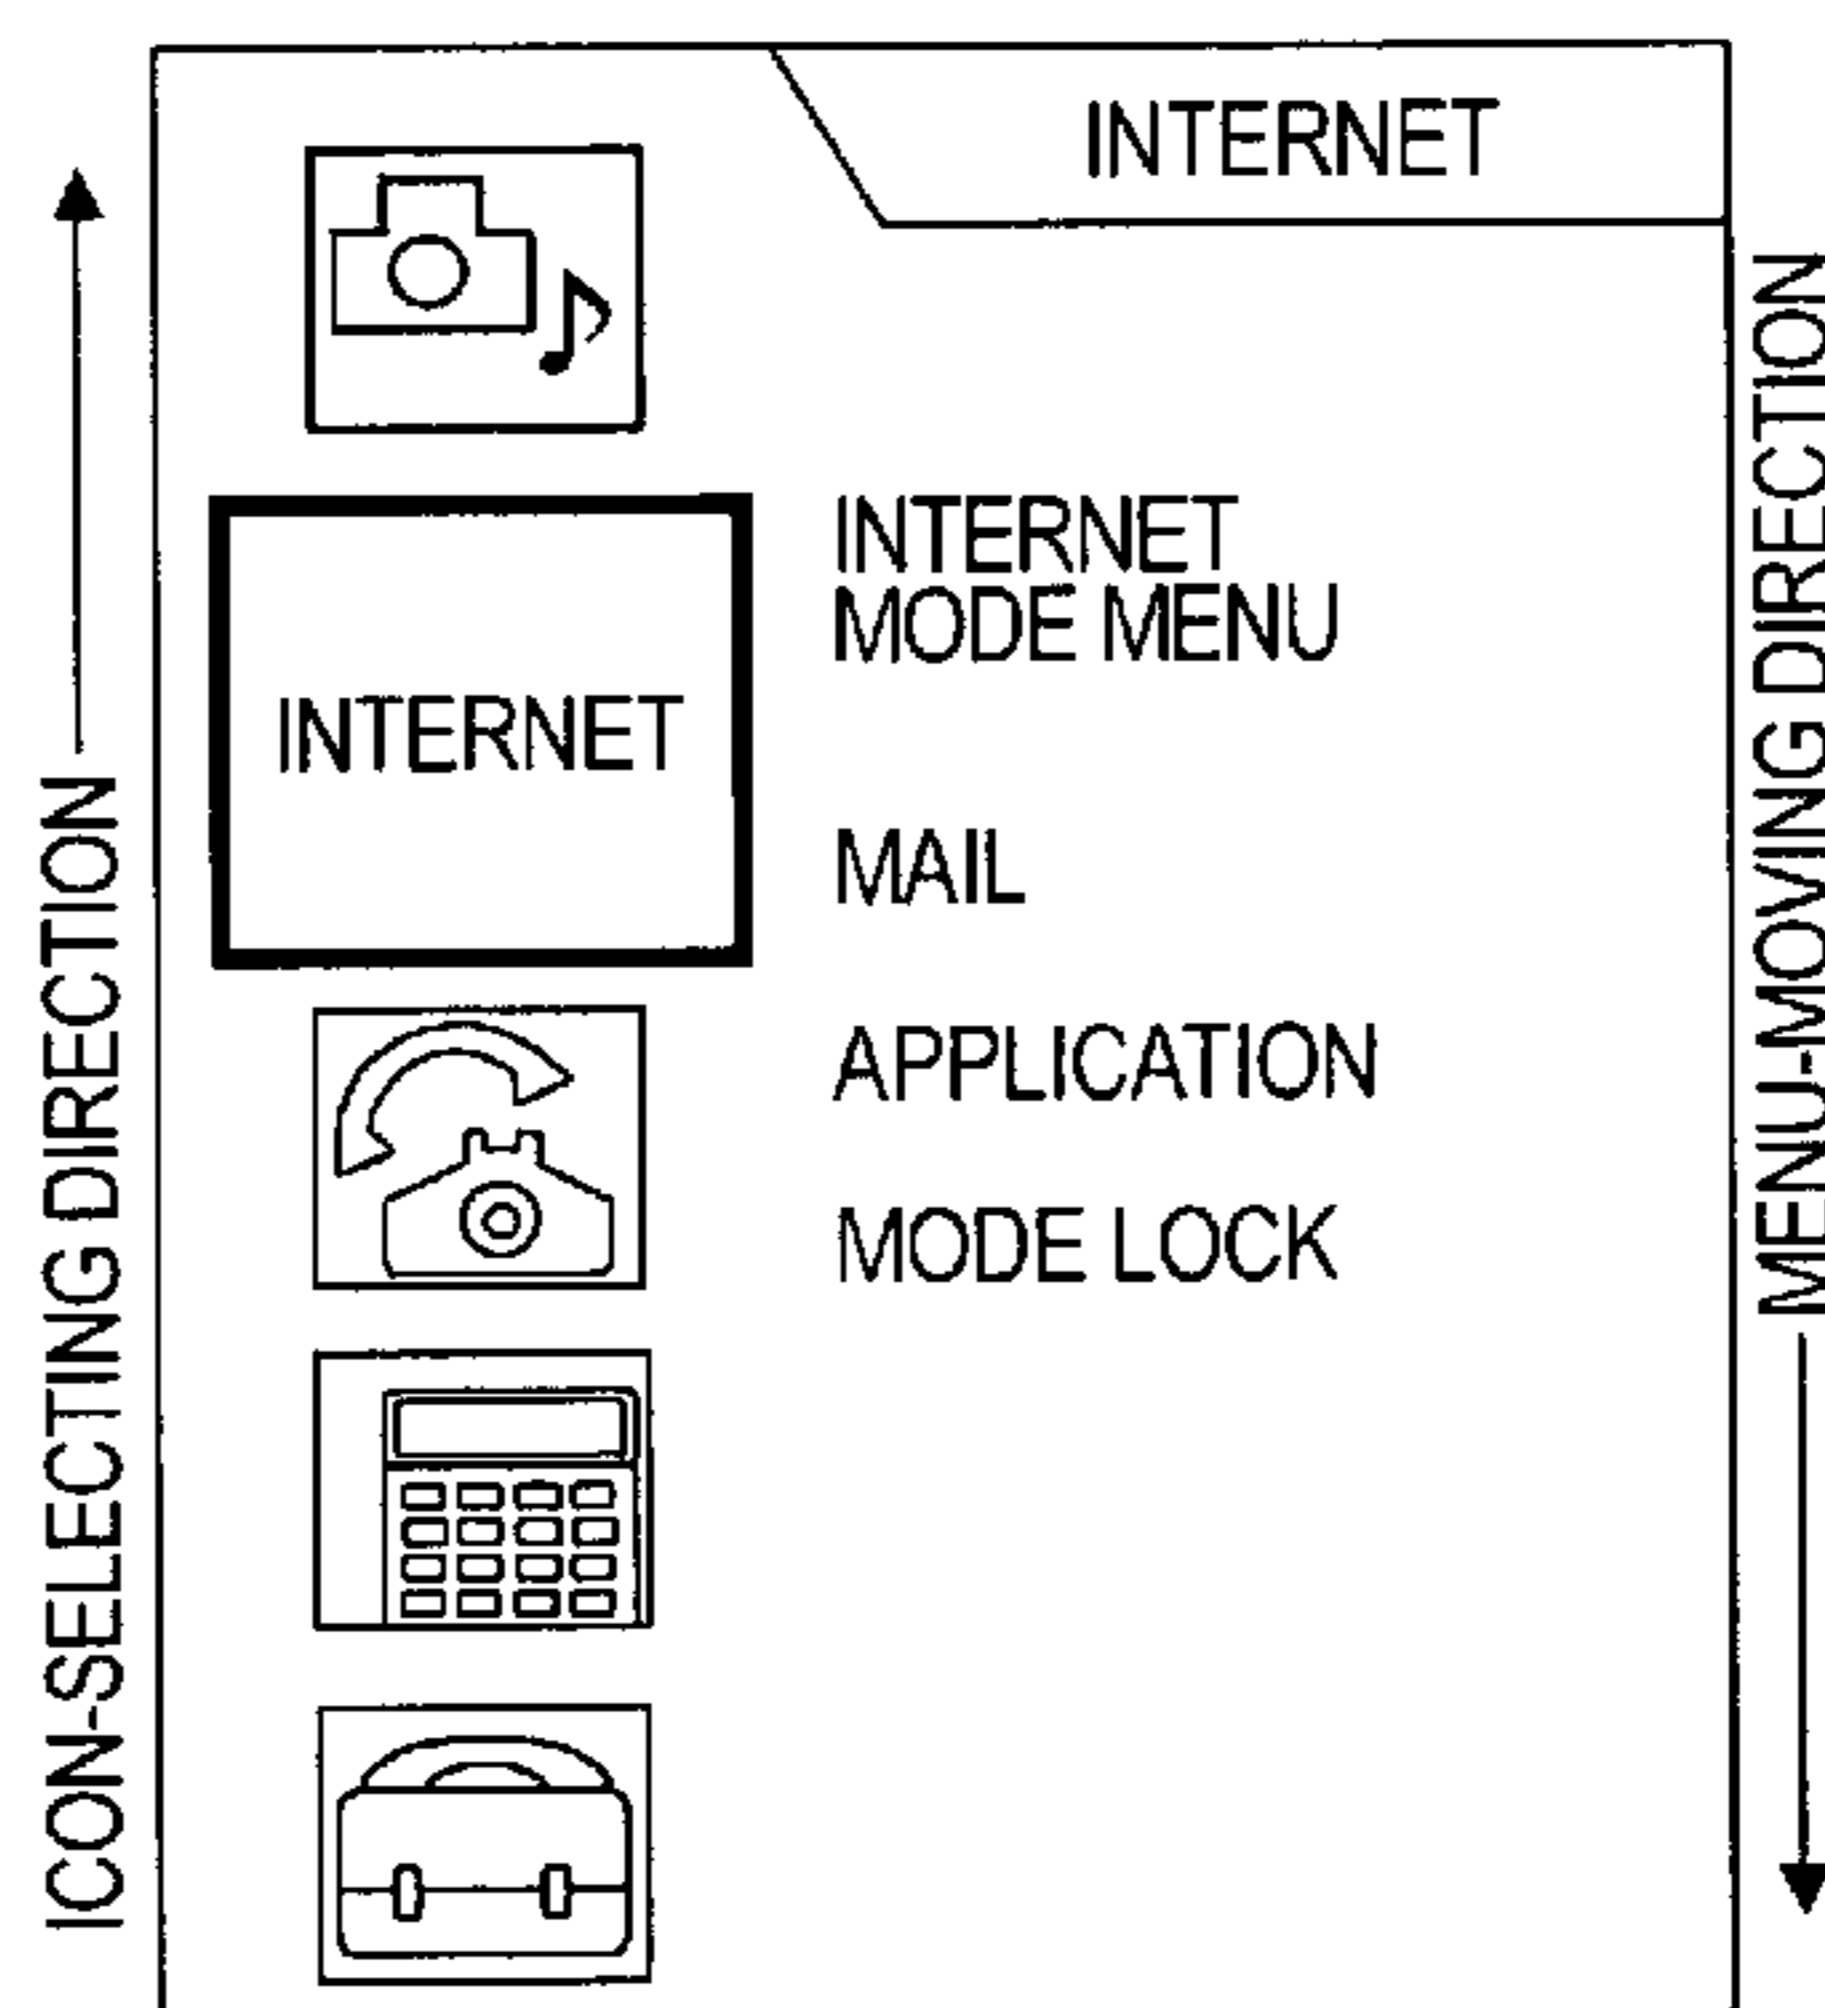 INTERNET
INTERNET
MODE MENU
INTERNET
MAIL
APPLICATION
MODE LOCK
ICON-SELECTING DIRECTION
MENU-MOVING DIRECTION